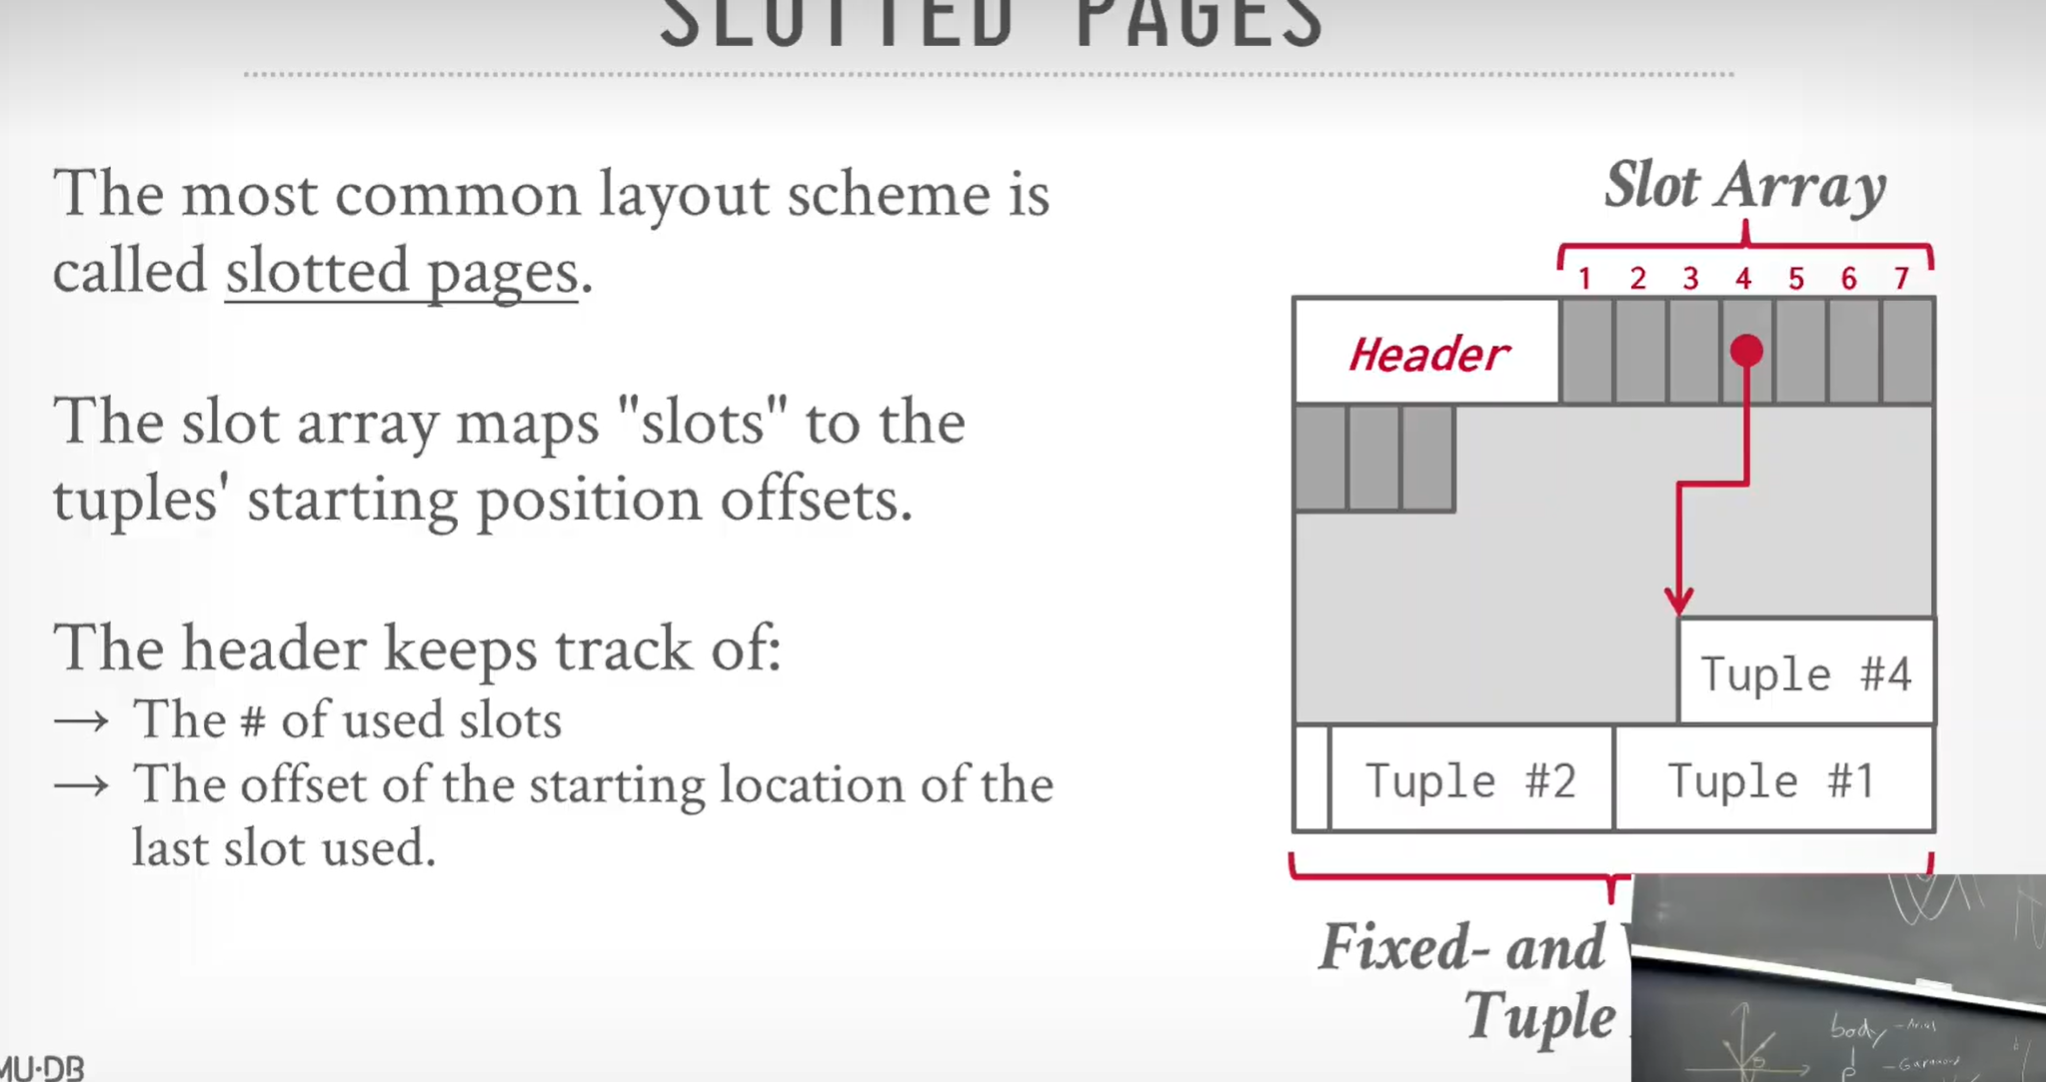 SLOTTED PAGES
The most common layout scheme is
called slotted pages.
The slot array maps "slots" to the
tuples' starting position offsets.
The header keeps track of:
→ The # of used slots
→ The offset of the starting location of the
last slot used.
Slot Array
1 2 3 4 5 6 7
Header
Tuple #4
Tuple #2 Tuple #1
Fixed- and
Tuple
body - Arial
- Garamond
MU·DB